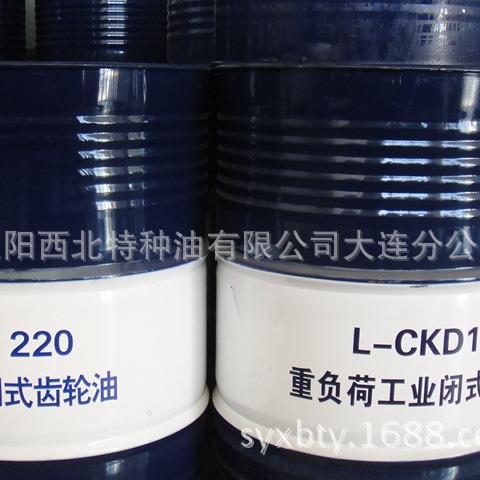 阳西北特种油有限公司大连分公
220
式齿轮油
L-CKD1
重负荷工业闭式
syxbty.1688.co